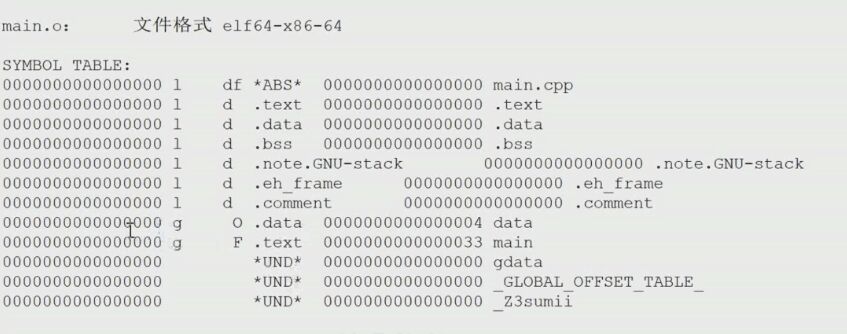 main.o:       文件格式 elf64-x86-64
SYMBOL TABLE:
0000000000000000 l    df *ABS*  0000000000000000 main.cpp
0000000000000000 l    d  .text  0000000000000000 .text
0000000000000000 l    d  .data  0000000000000000 .data
0000000000000000 l    d  .bss   0000000000000000 .bss
0000000000000000 l    d  .note.GNU-stack        0000000000000000 .note.GNU-stack
0000000000000000 l    d  .eh_frame      0000000000000000 .eh_frame
0000000000000000 l    d  .comment       0000000000000000 .comment
0000000000000000 g     O .data  0000000000000004 data
0000000000000000 g     F .text  0000000000000033 main
0000000000000000         *UND*  0000000000000000 gdata
0000000000000000         *UND*  0000000000000000 _GLOBAL_OFFSET_TABLE_
0000000000000000         *UND*  0000000000000000 _Z3sumii